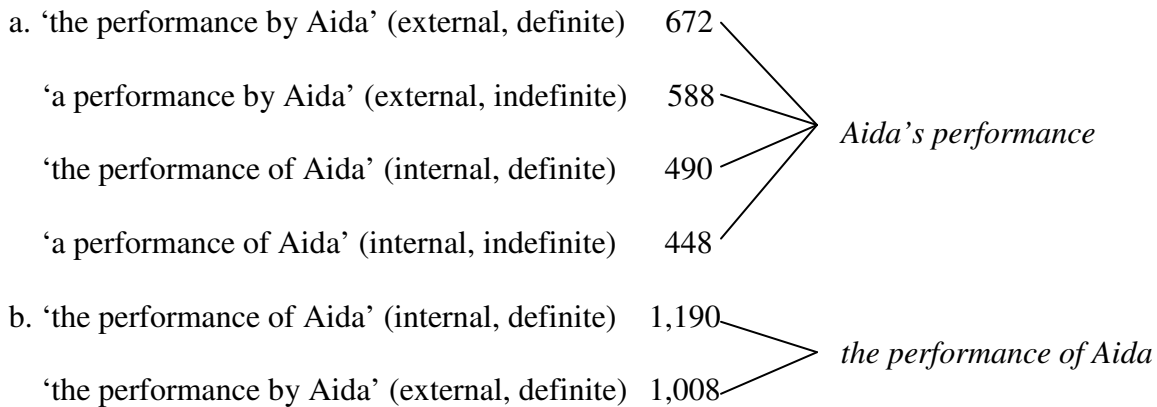 a. ‘the performance by Aida’ (external, definite) 672
‘a performance by Aida’ (external, indefinite) 588
Aida’s performance
‘the performance of Aida’ (internal, definite) 490
‘a performance of Aida’ (internal, indefinite) 448
b. ‘the performance of Aida’ (internal, definite) 1,190
the performance of Aida
‘the performance by Aida’ (external, definite) 1,008